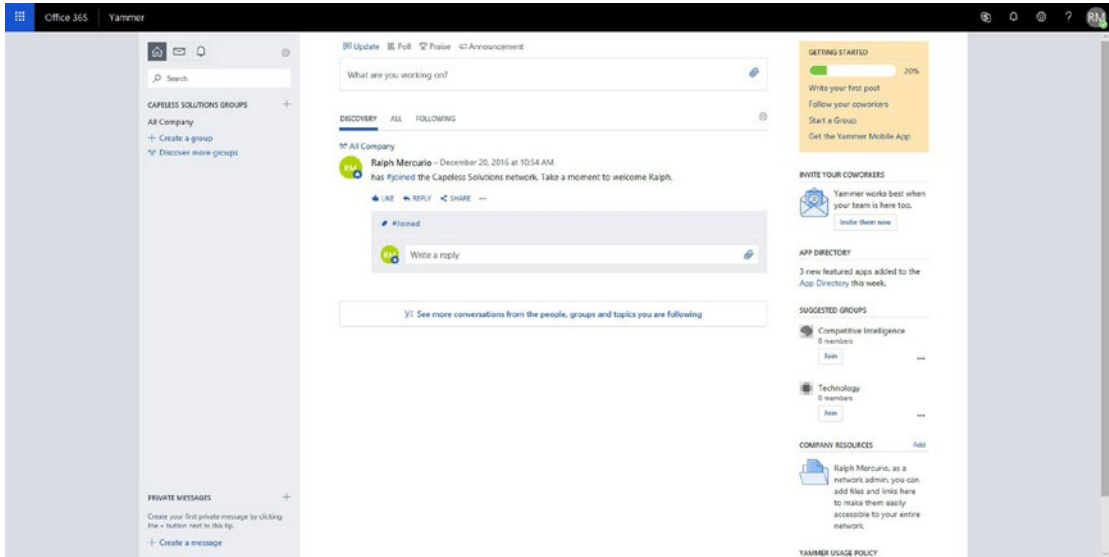 Office 365 Yammer
? RM
Search
CAPELESS SOLUTIONS GROUPS +
All Company
+ Create a group
Discover more groups
PRIVATE MESSAGES +
Create your first private message by clicking
the + button next to this tip.
+ Create a message
Update Poll Praise Announcement
What are you working on?
DISCOVERY ALL FOLLOWING
All Company
RM
Ralph Mercurio – December 20, 2016 at 10:54 AM
has #joined the Capeless Solutions network. Take a moment to welcome Ralph.
LIKE REPLY SHARE ...
#Joined
RM Write a reply
See more conversations from the people, groups and topics you are following
GETTING STARTED
20%
Write your first post
Follow your coworkers
Start a Group
Get the Yammer Mobile App
INVITE YOUR COWORKERS
Yammer works best when
your team is here too.
Invite them now
APP DIRECTORY
3 new featured apps added to the
App Directory this week.
SUGGESTED GROUPS
Competitive Intelligence
0 members
Join ...
Technology
0 members
Join ...
COMPANY RESOURCES Add
Ralph Mercurio, as a
network admin, you can
add files and links here
to make them easily
accessible to your entire
network.
YAMMER USAGE POLICY